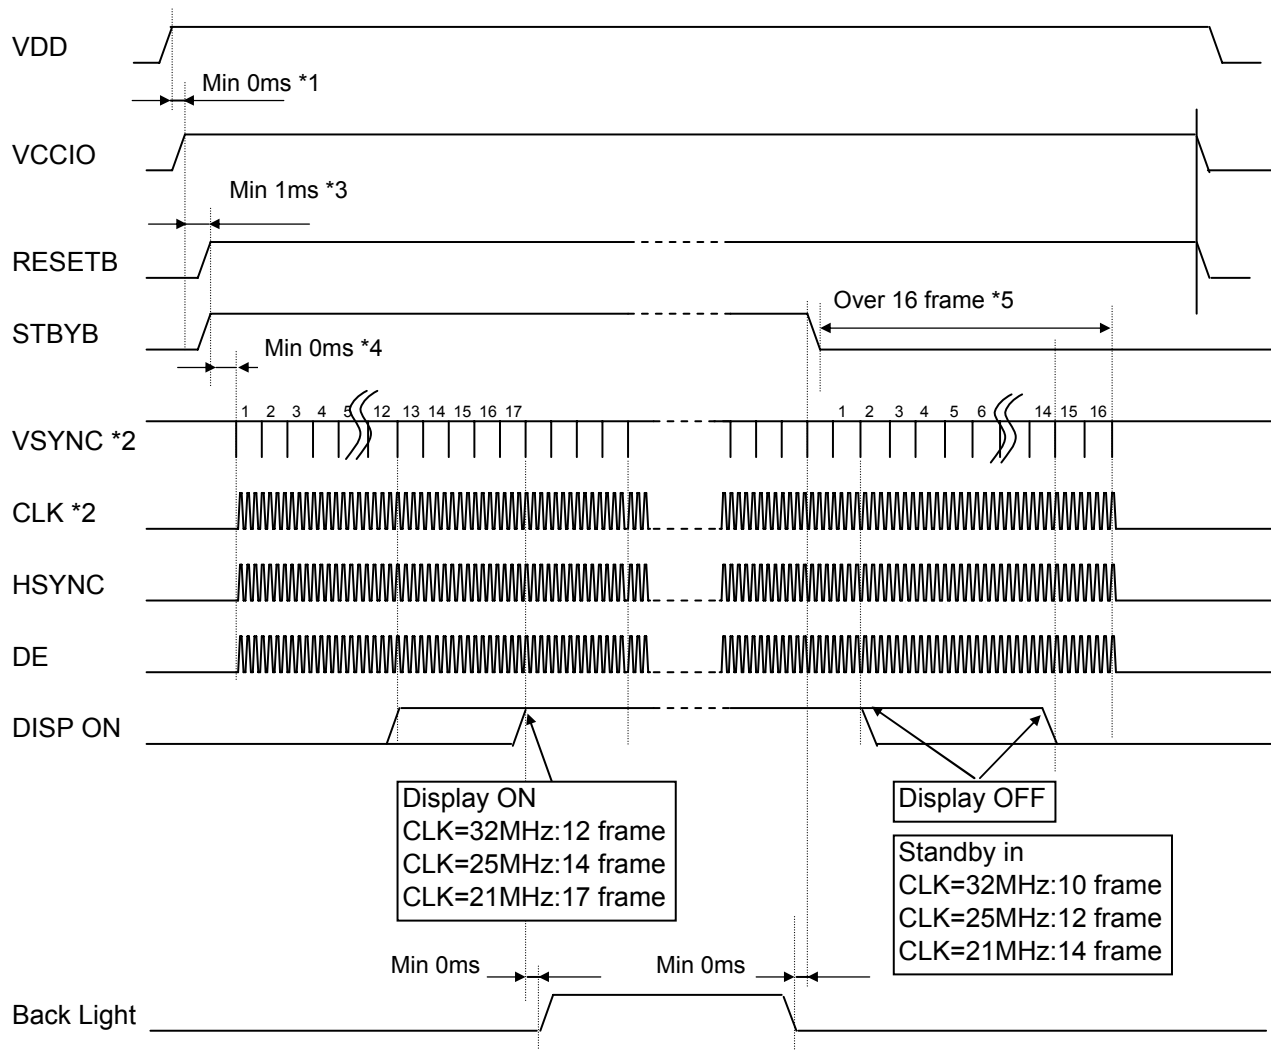 VDD
Min 0ms *1
VCCIO
Min 1ms *3
RESETB
Over 16 frame *5
STBYB
Min 0ms *4
1 2 3 4 5 12 13 14 15 16 17 1 2 3 4 5 6 14 15 16
VSYNC *2
CLK *2
HSYNC
DE
DISP ON
Display ON
CLK=32MHz:12 frame
CLK=25MHz:14 frame
CLK=21MHz:17 frame
Display OFF
Standby in
CLK=32MHz:10 frame
CLK=25MHz:12 frame
CLK=21MHz:14 frame
Min 0ms Min 0ms
Back Light